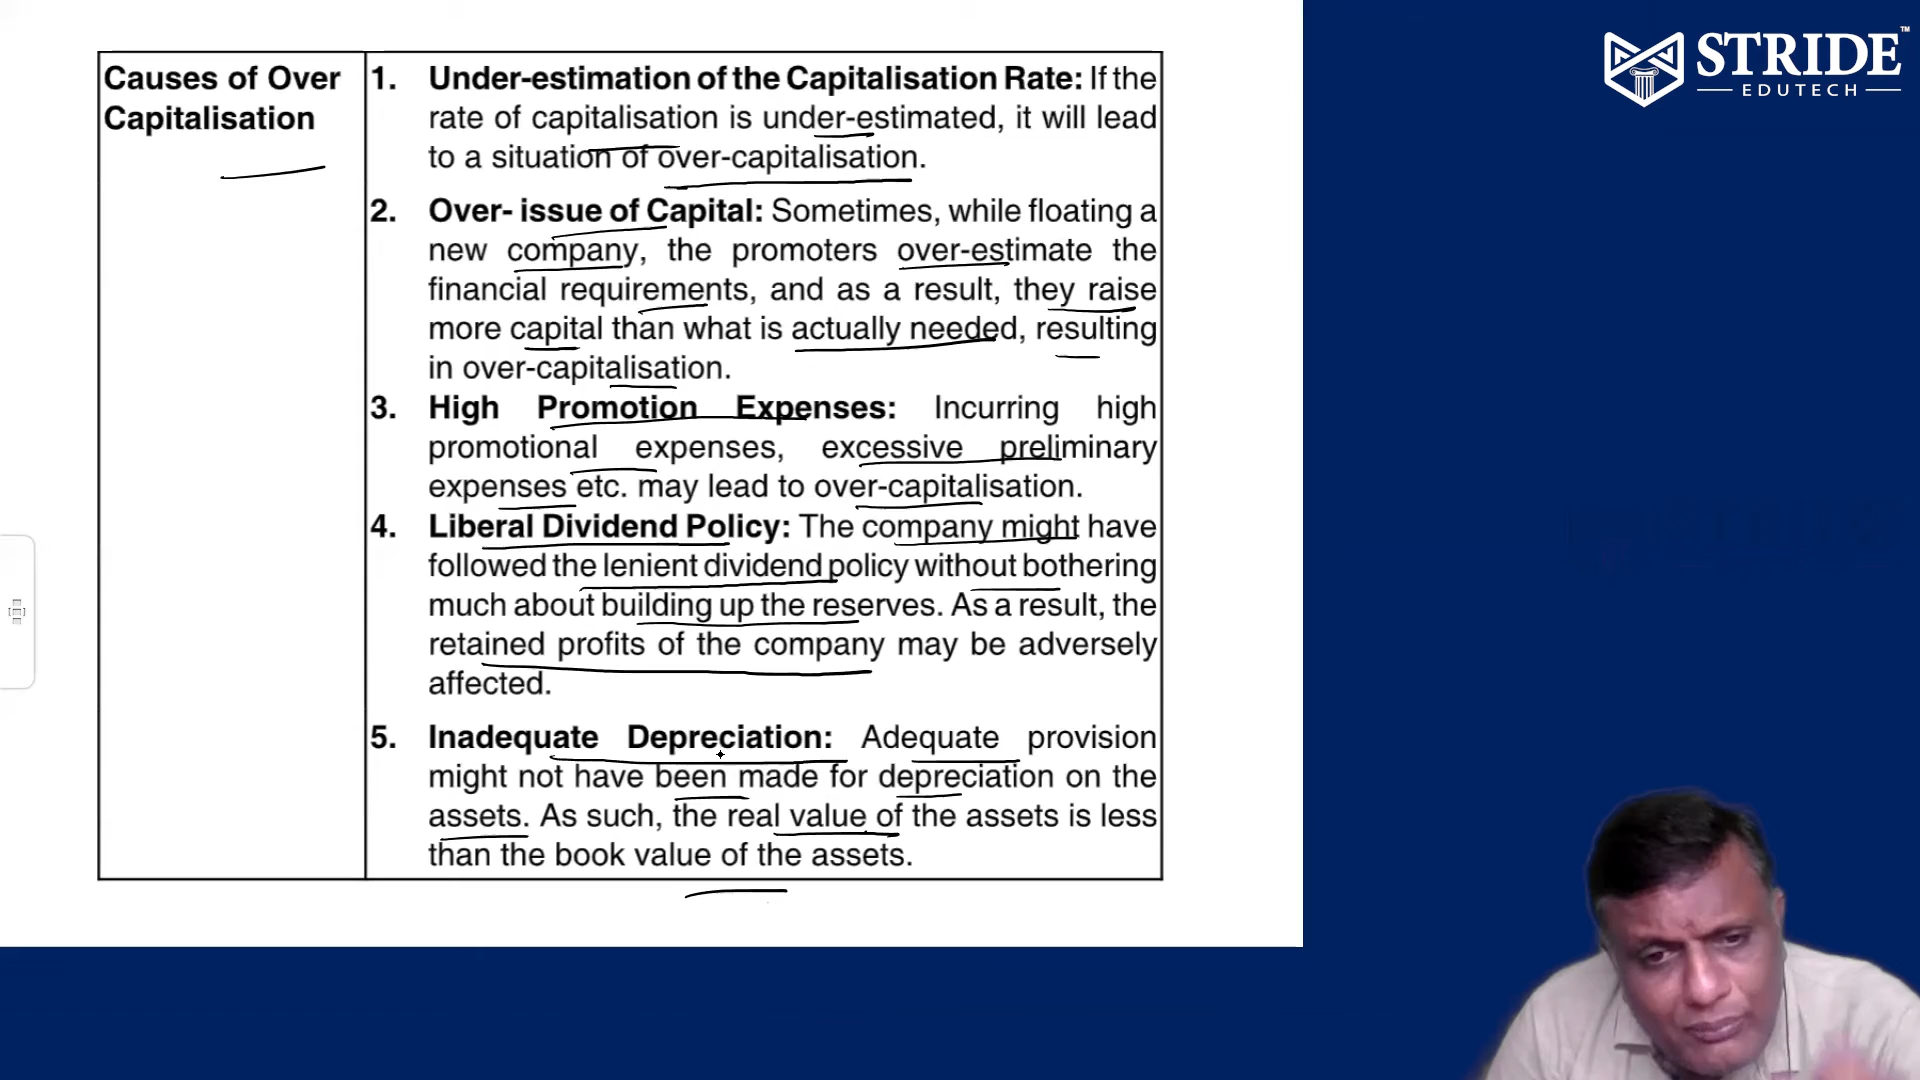 STRIDE™
EDUTECH
Causes of Over
Capitalisation
1. Under-estimation of the Capitalisation Rate: If the
rate of capitalisation is under-estimated, it will lead
to a situation of over-capitalisation.
2. Over- issue of Capital: Sometimes, while floating a
new company, the promoters over-estimate the
financial requirements, and as a result, they raise
more capital than what is actually needed, resulting
in over-capitalisation.
3. High Promotion Expenses: Incurring high
promotional expenses, excessive preliminary
expenses etc. may lead to over-capitalisation.
4. Liberal Dividend Policy: The company might have
followed the lenient dividend policy without bothering
much about building up the reserves. As a result, the
retained profits of the company may be adversely
affected.
5. Inadequate Depreciation: Adequate provision
might not have been made for depreciation on the
assets. As such, the real value of the assets is less
than the book value of the assets.